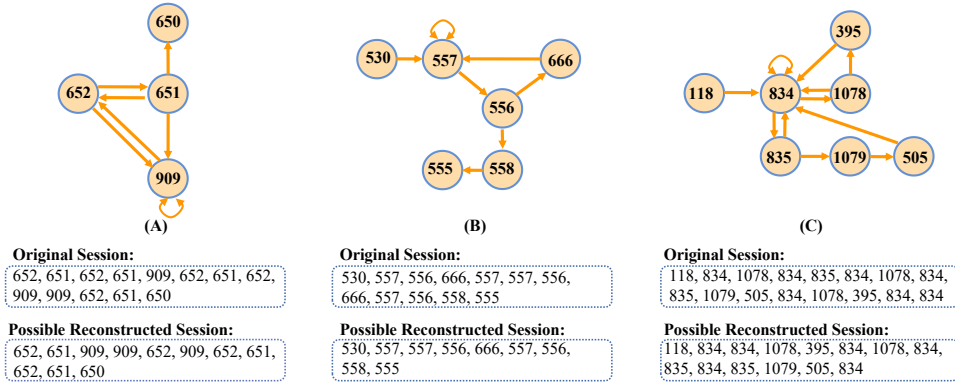 650
652
651
909
(A)
530
557
666
556
555
558
(B)
395
118
834
1078
835
1079
505
(C)
Original Session:
652, 651, 652, 651, 909, 652, 651, 652,
909, 909, 652, 651, 650
Possible Reconstructed Session:
652, 651, 909, 909, 652, 909, 652, 651,
652, 651, 650
Original Session:
530, 557, 556, 666, 557, 557, 556,
666, 557, 556, 558, 555
Possible Reconstructed Session:
530, 557, 557, 556, 666, 557, 556,
558, 555
Original Session:
118, 834, 1078, 834, 835, 834, 1078, 834,
835, 1079, 505, 834, 1078, 395, 834, 834
Possible Reconstructed Session:
118, 834, 834, 1078, 395, 834, 1078, 834,
835, 834, 835, 1079, 505, 834